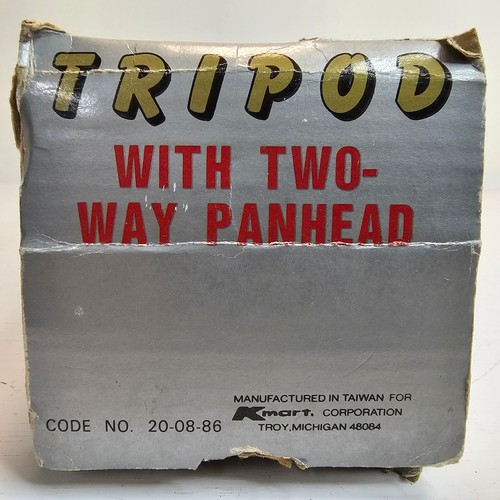 TRIPOD
WITH TWO-
WAY PANHEAD
MANUFACTURED IN TAIWAN FOR
Kmart. CORPORATION
TROY, MICHIGAN 48084
CODE NO. 20-08-86